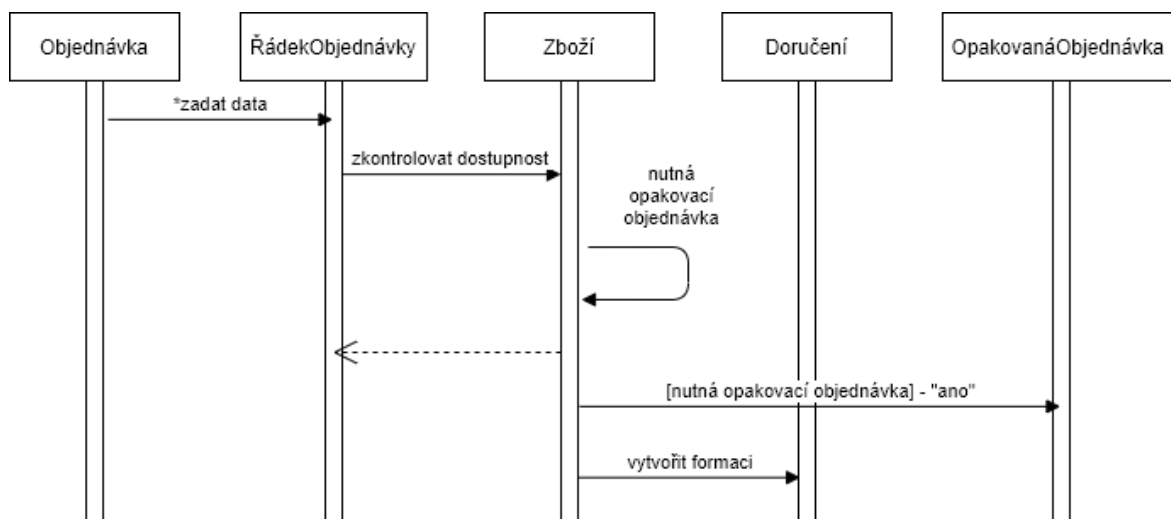 Objednávka
ŘádekObjednávky
Zboží
Doručení
OpakovanáObjednávka
*zadat data
zkontrolovat dostupnost
nutná
opakovací
objednávka
[nutná opakovací objednávka] - "ano"
vytvořit formaci